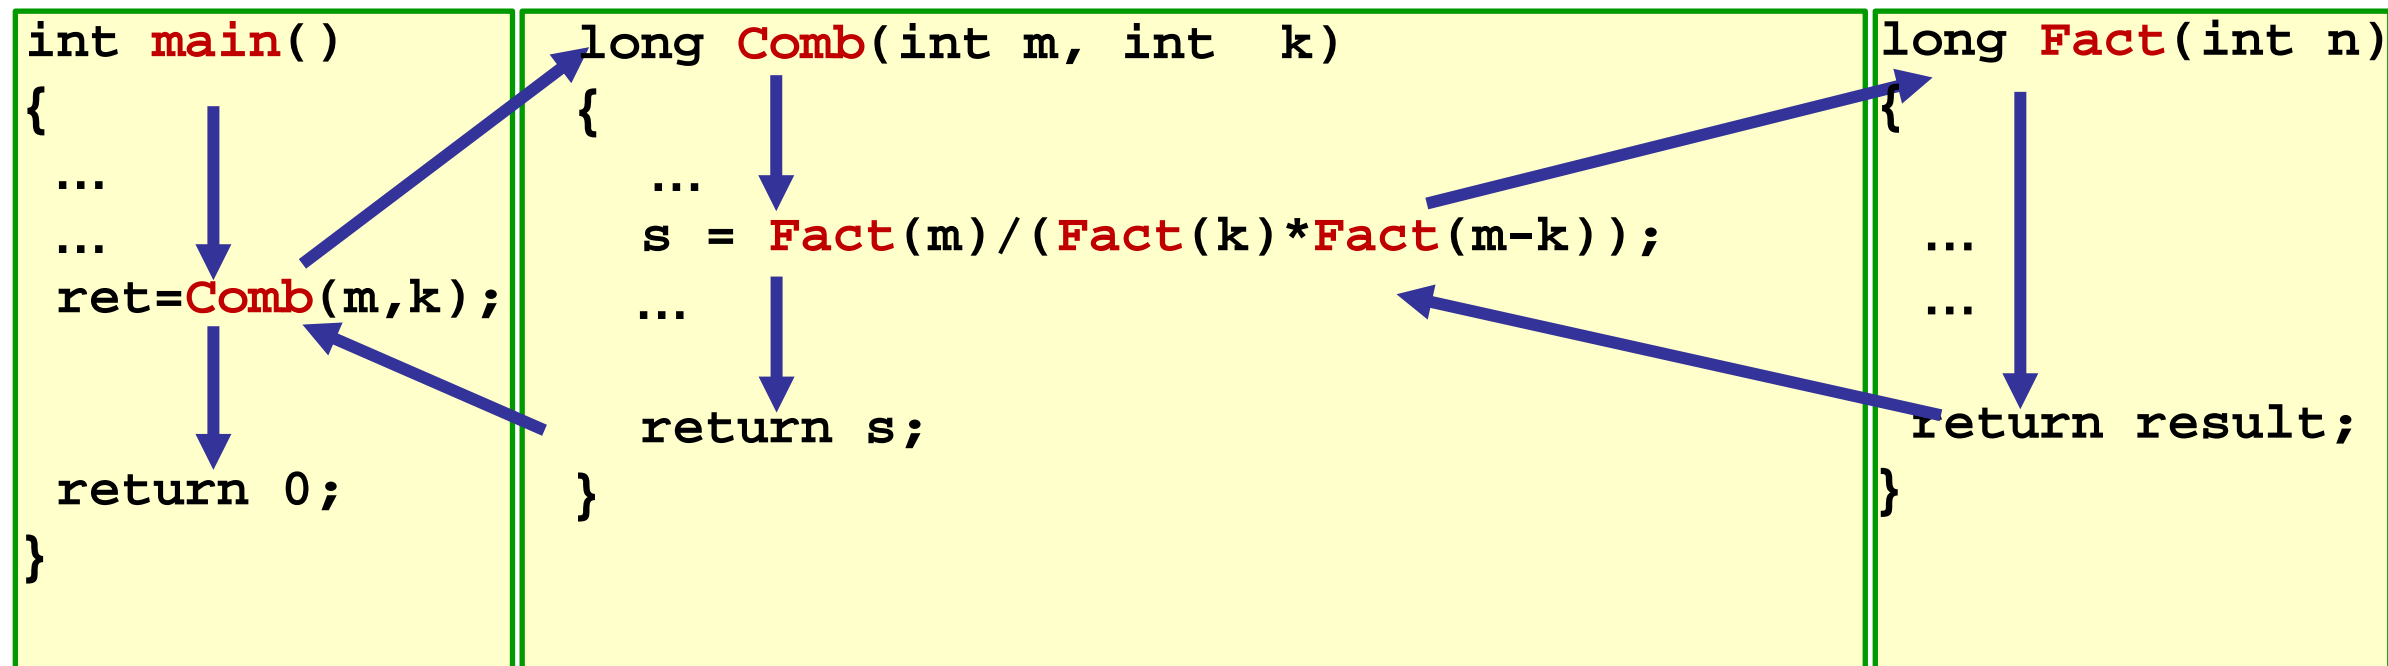 int main()
{
…
…
ret=Comb(m,k);
return 0;
}
long Comb(int m, int  k)
{
…
s = Fact(m)/(Fact(k)*Fact(m-k));
…
return s;
}
long Fact(int n)
{
…
…
return result;
}